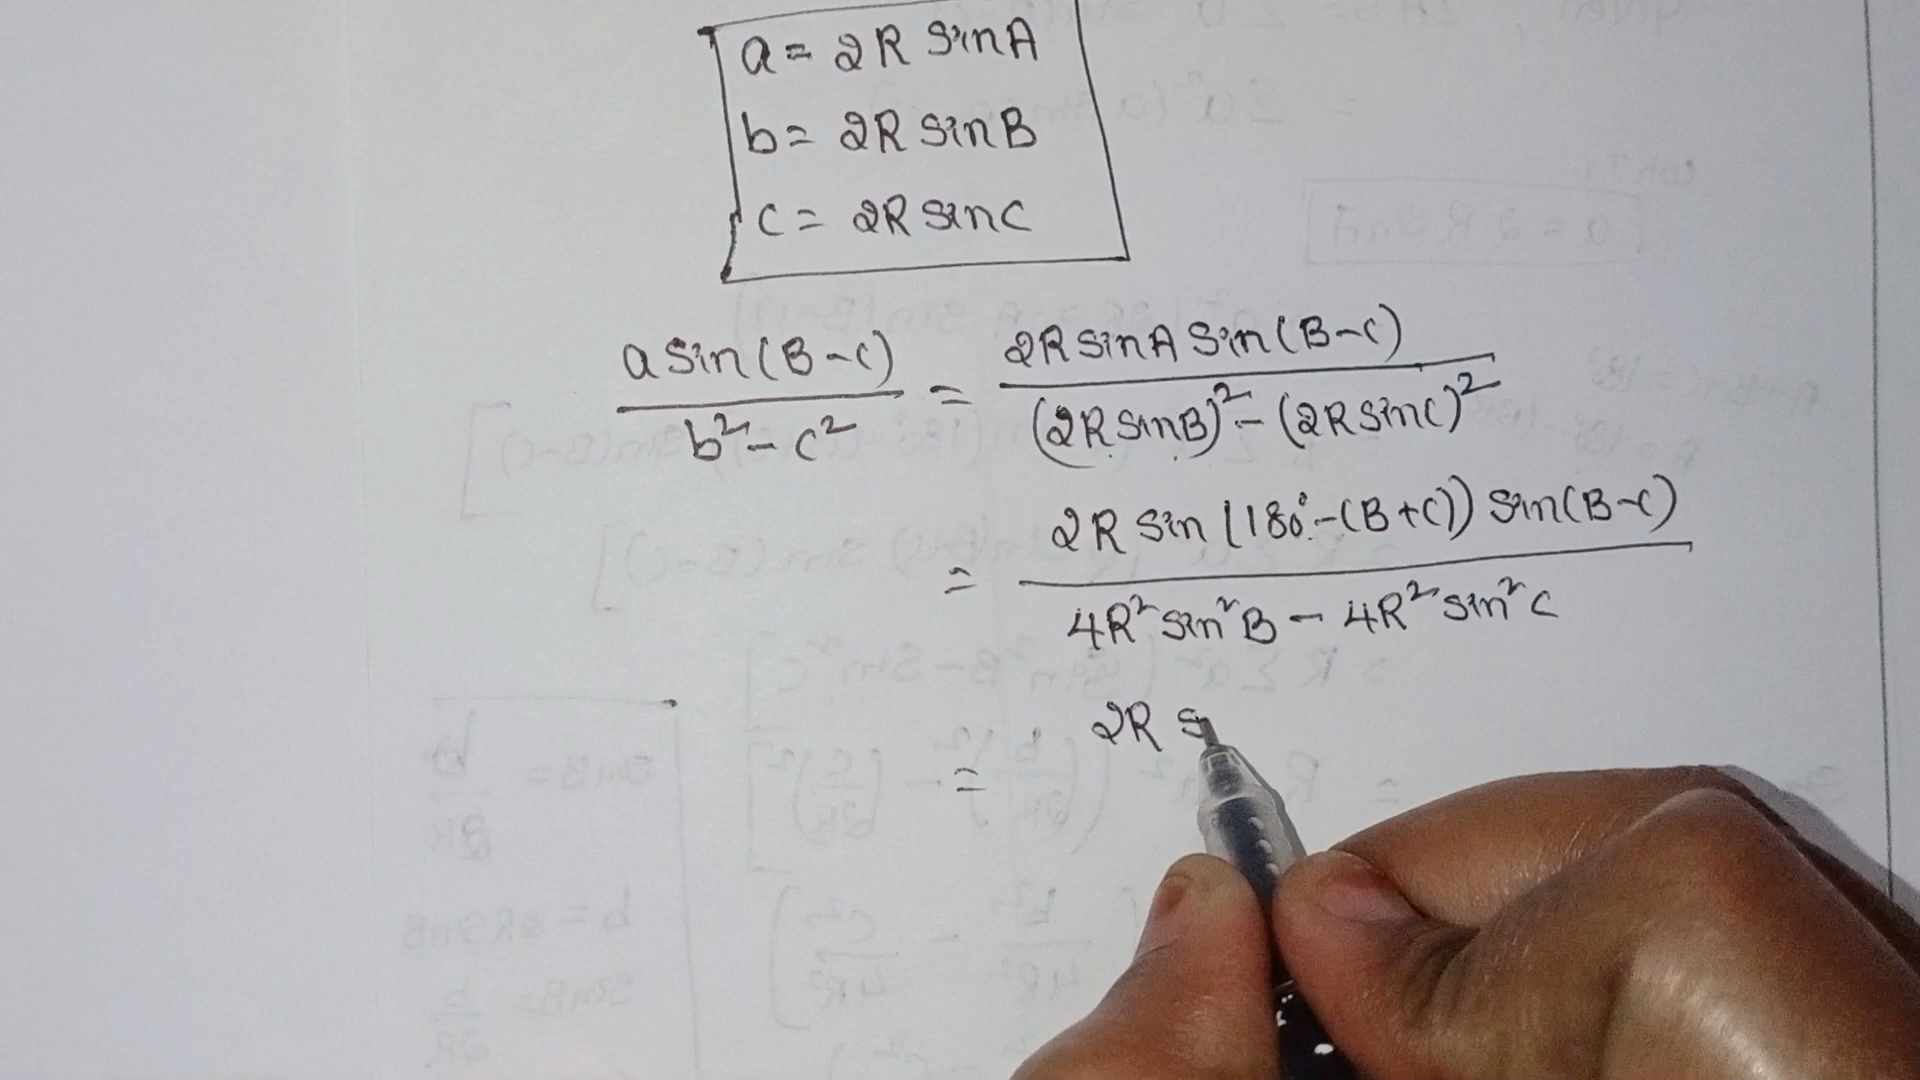 a = 2R sinA
b = 2R sinB
c = 2R sinC
a sin(B-C) / b² - c² = 2R sinA sin(B-C) / (2R sinB)² - (2R sinC)²
= 2R sin(180° - (B+C)) sin(B-C) / 4R² sin²B - 4R² sin²C
= 2R s